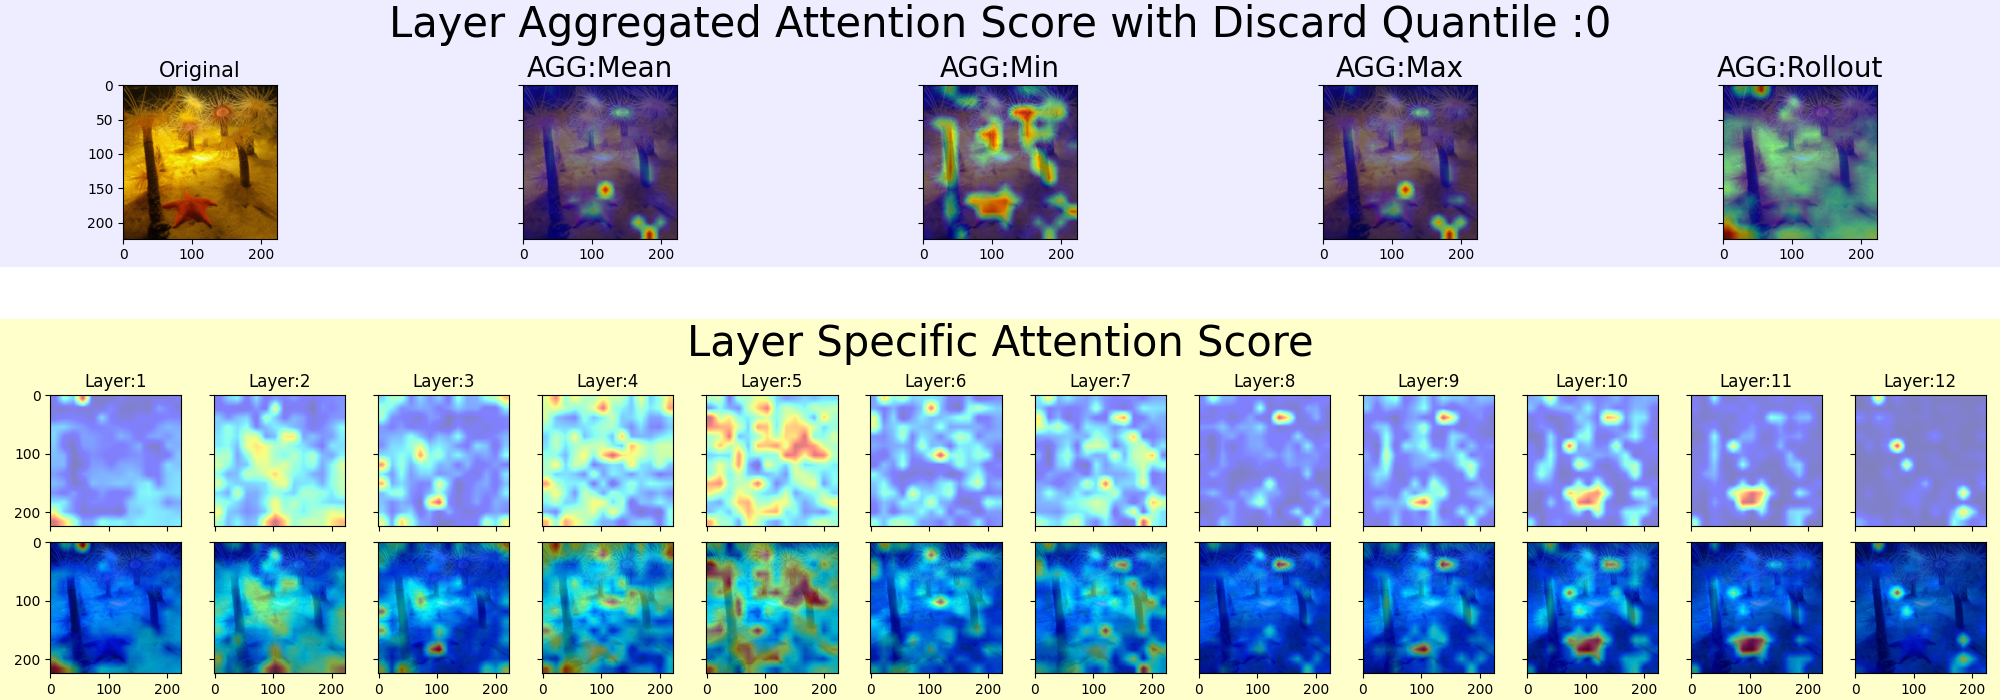 Layer Aggregated Attention Score with Discard Quantile :0
Original AGG:Mean AGG:Min AGG:Max AGG:Rollout
0
50
100
150
200
0 100 200 0 100 200 0 100 200 0 100 200 0 100 200
Layer Specific Attention Score
Layer:1 Layer:2 Layer:3 Layer:4 Layer:5 Layer:6 Layer:7 Layer:8 Layer:9 Layer:10 Layer:11 Layer:12
0
100
200
0
100
200
0 100 200 0 100 200 0 100 200 0 100 200 0 100 200 0 100 200 0 100 200 0 100 200 0 100 200 0 100 200 0 100 200 0 100 200